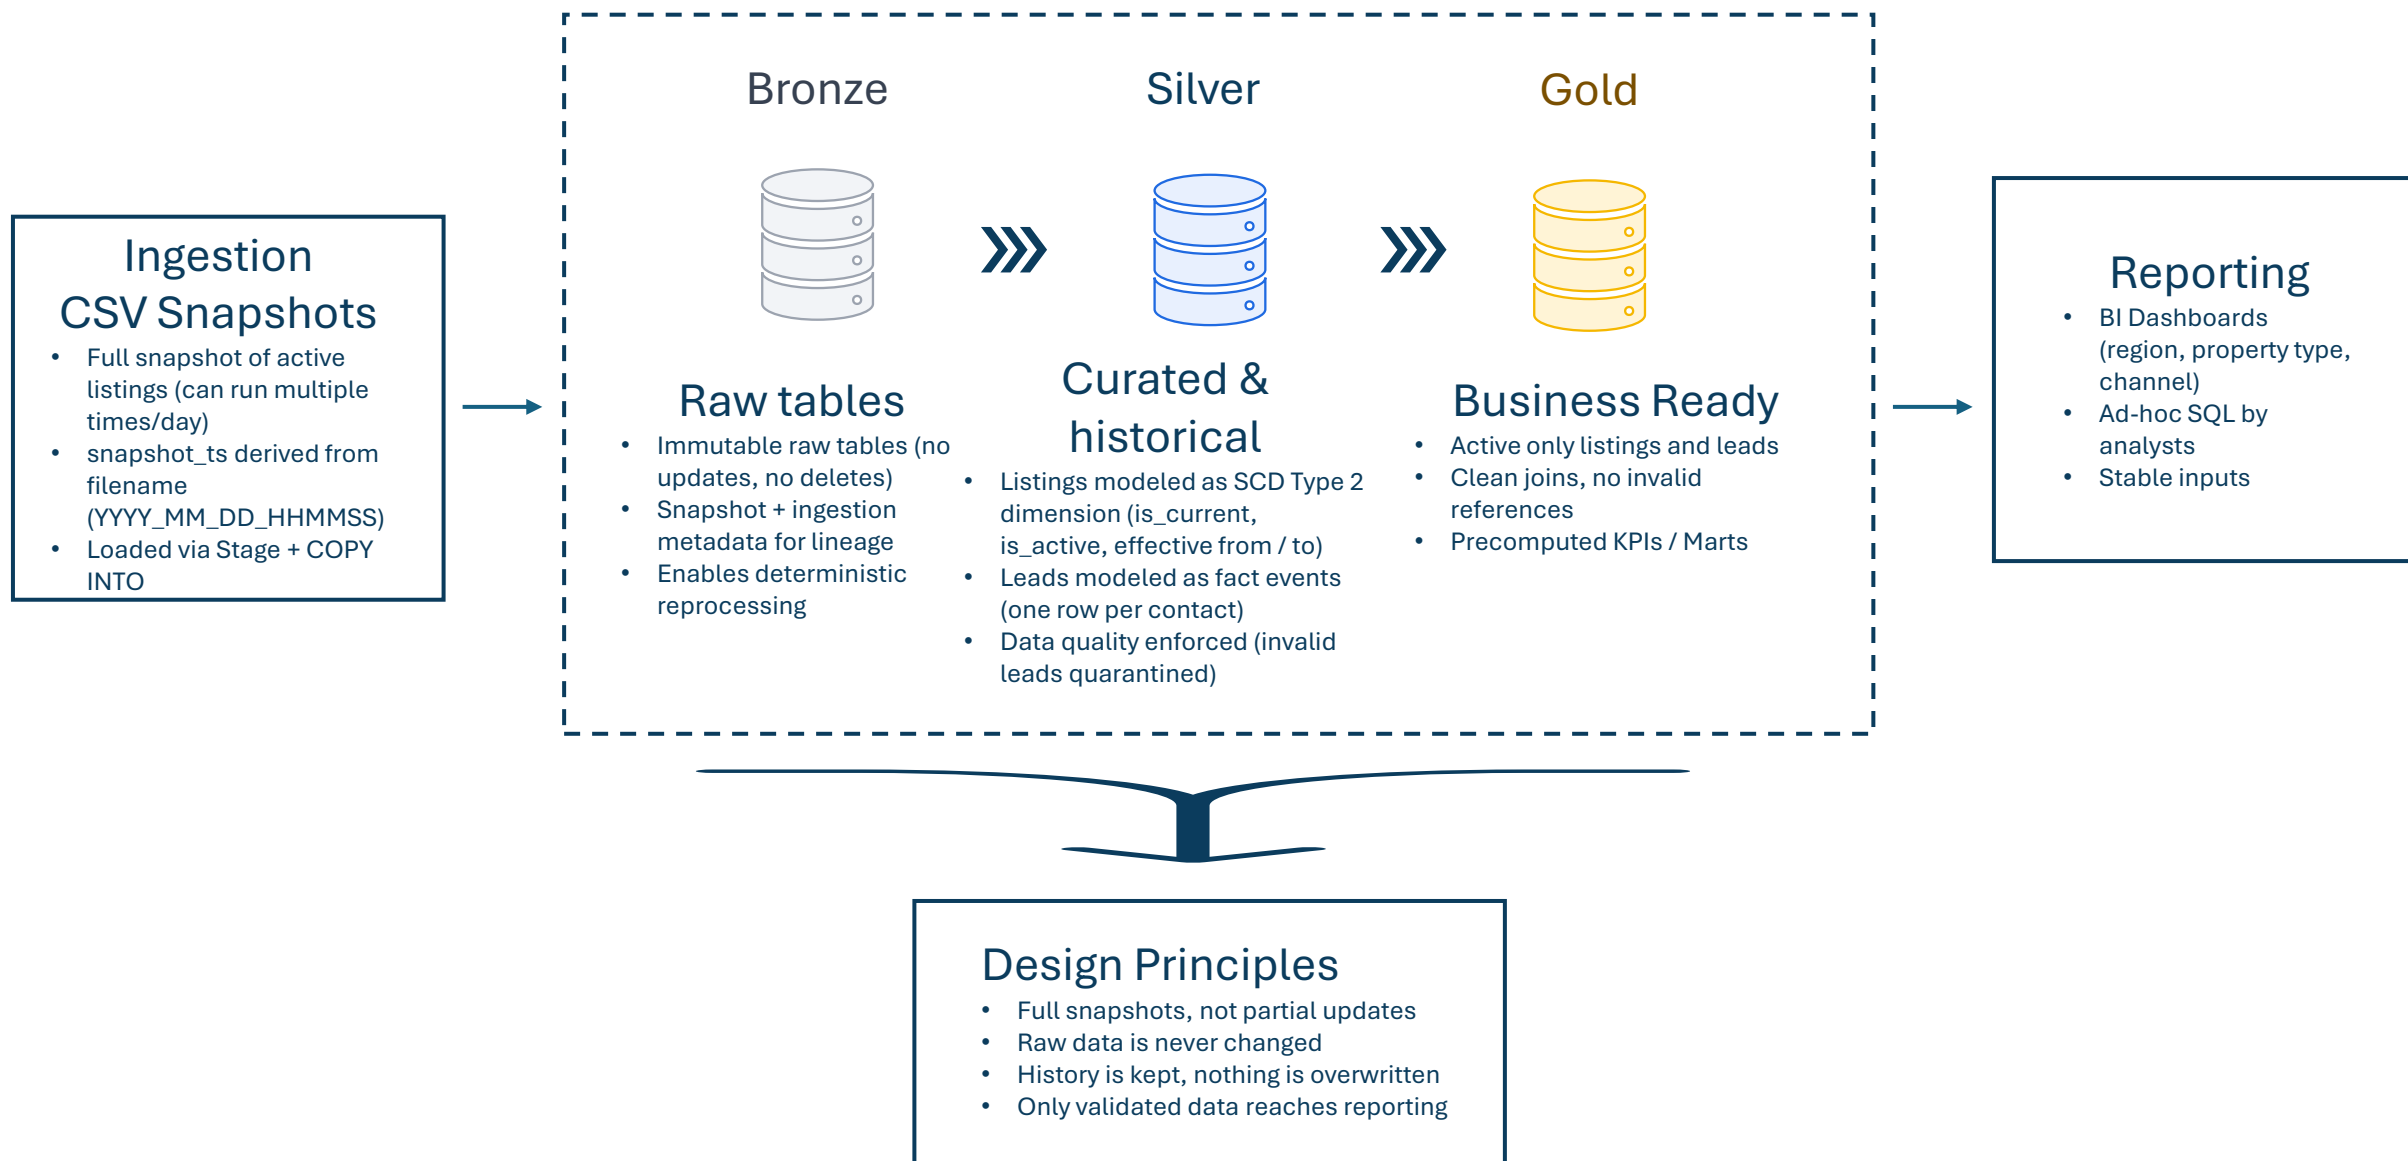 Ingestion
CSV Snapshots
• Full snapshot of active
listings (can run multiple
times/day)
• snapshot_ts derived from
filename
(YYYY_MM_DD_HHMMSS)
• Loaded via Stage + COPY
INTO
Bronze
Raw tables
• Immutable raw tables (no
updates, no deletes)
• Snapshot + ingestion
metadata for lineage
• Enables deterministic
reprocessing
Silver
Curated &
historical
• Listings modeled as SCD Type 2
dimension (is_current,
is_active, effective from / to)
• Leads modeled as fact events
(one row per contact)
• Data quality enforced (invalid
leads quarantined)
Gold
Business Ready
• Active only listings and leads
• Clean joins, no invalid
references
• Precomputed KPIs / Marts
Reporting
• BI Dashboards
(region, property type,
channel)
• Ad-hoc SQL by
analysts
• Stable inputs
Design Principles
• Full snapshots, not partial updates
• Raw data is never changed
• History is kept, nothing is overwritten
• Only validated data reaches reporting